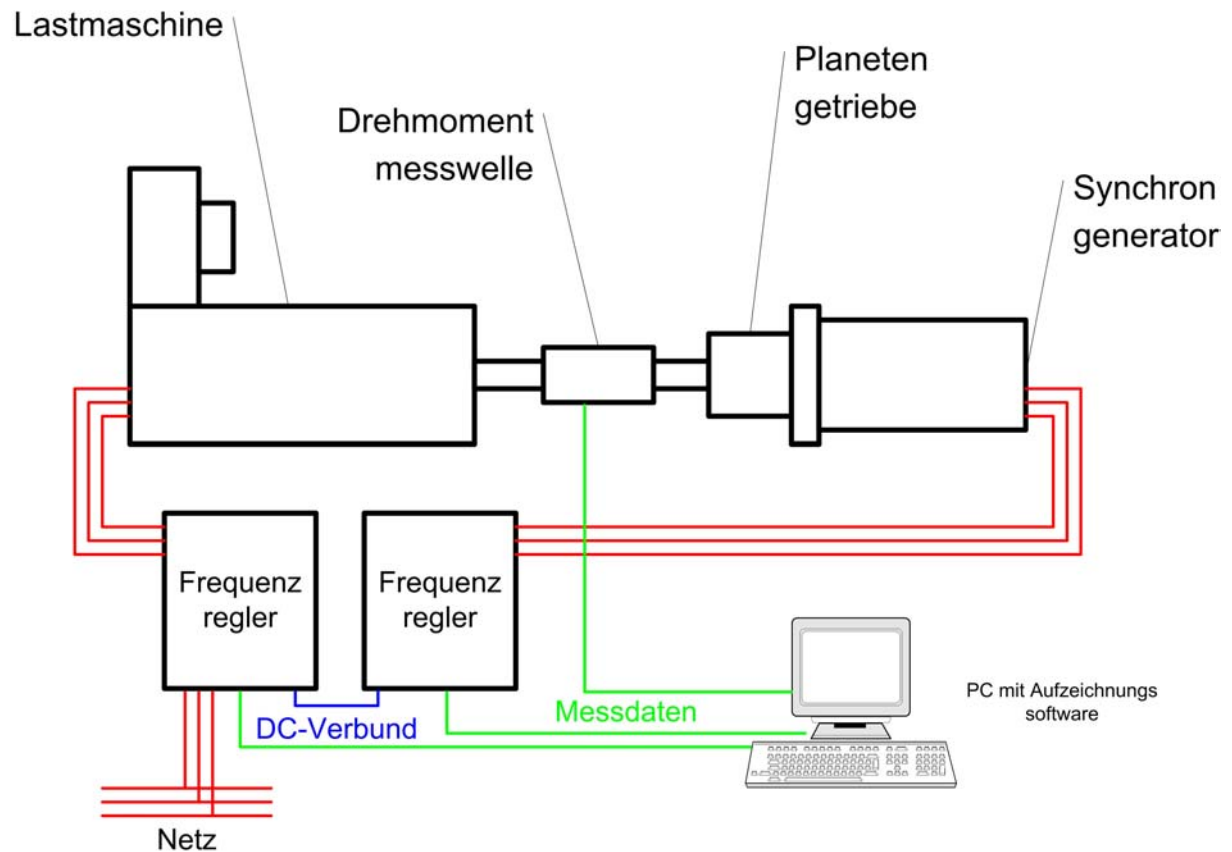 Lastmaschine
Planeten
getriebe
Drehmoment
messwelle
Synchron
generator
Frequenz
regler
Frequenz
regler
DC-Verbund
Messdaten
PC mit Aufzeichnungs
software
Netz